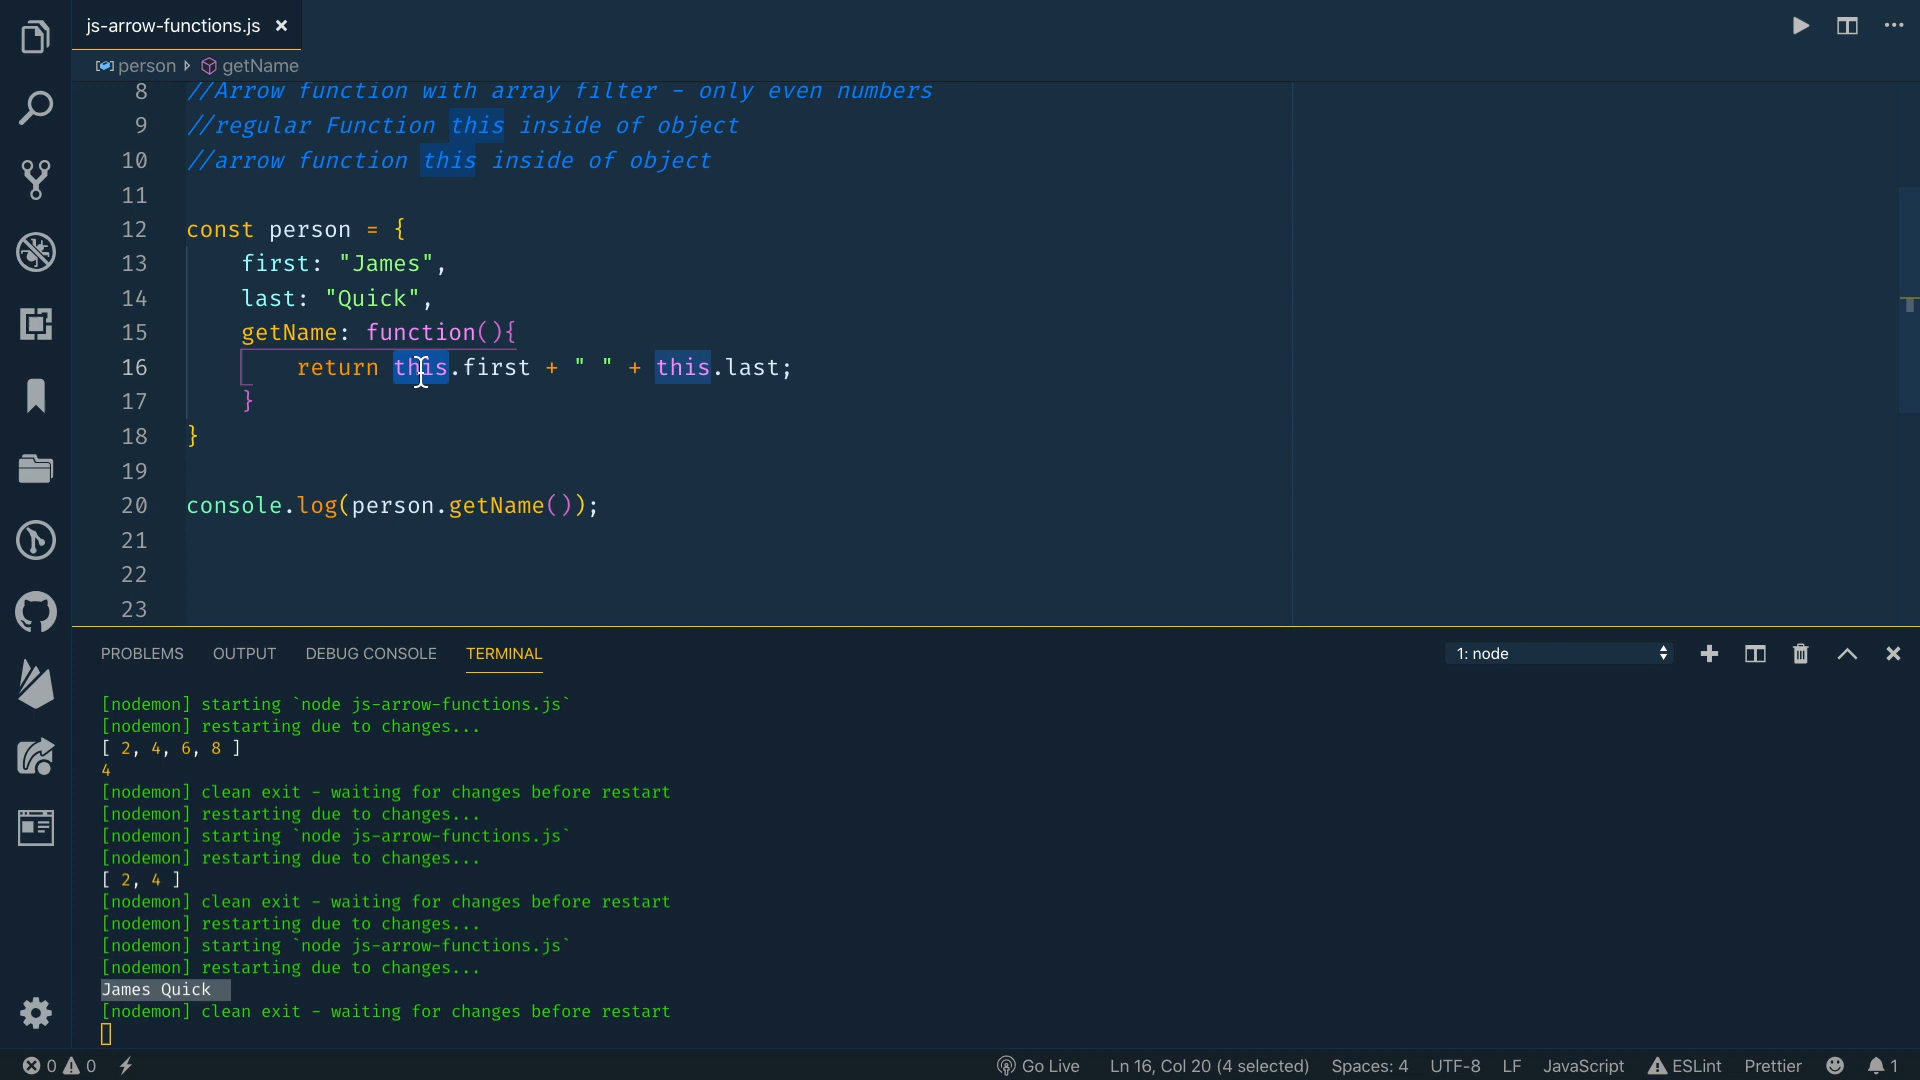 js-arrow-functions.js
person getName
8 //Arrow function with array filter - only even numbers
9 //regular Function this inside of object
10 //arrow function this inside of object
11
12 const person = {
13 first: "James",
14 last: "Quick",
15 getName: function(){
16 return this.first + " " + this.last;
17 }
18 }
19
20 console.log(person.getName());
21
22
23
PROBLEMS OUTPUT DEBUG CONSOLE TERMINAL 1: node
[nodemon] starting `node js-arrow-functions.js`
[nodemon] restarting due to changes...
[ 2, 4, 6, 8 ]
4
[nodemon] clean exit - waiting for changes before restart
[nodemon] restarting due to changes...
[nodemon] starting `node js-arrow-functions.js`
[nodemon] restarting due to changes...
[ 2, 4 ]
[nodemon] clean exit - waiting for changes before restart
[nodemon] restarting due to changes...
[nodemon] starting `node js-arrow-functions.js`
[nodemon] restarting due to changes...
James Quick
[nodemon] clean exit - waiting for changes before restart
0 0 Go Live Ln 16, Col 20 (4 selected) Spaces: 4 UTF-8 LF JavaScript ESLint Prettier 1